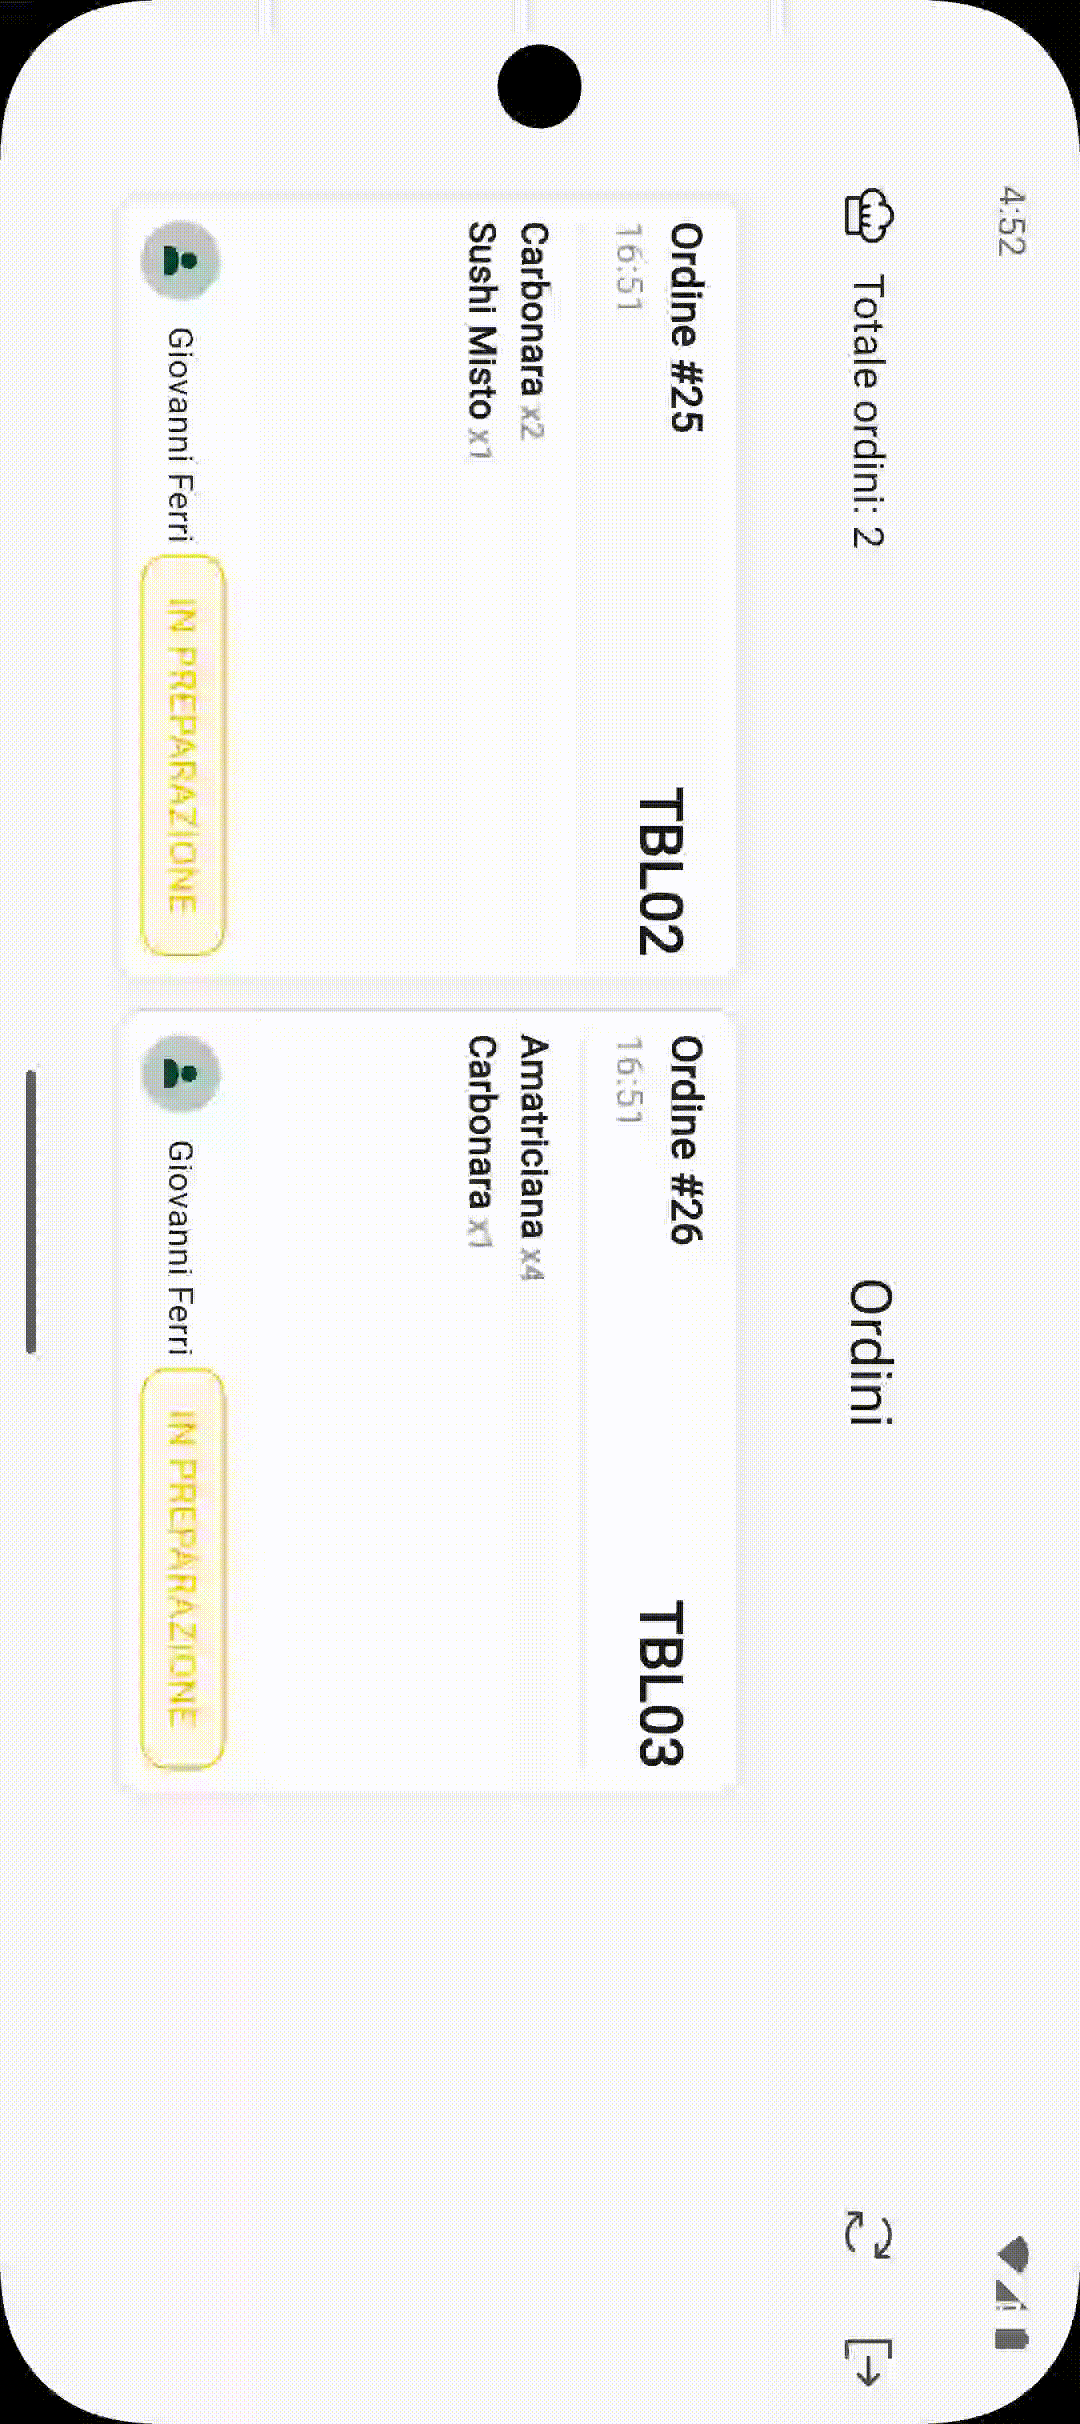 4:52
Totale ordini: 2
Ordini
Ordine #25
16:51
TBL02
Carbonara x2
Sushi Misto x1
Giovanni Ferri
IN PREPARAZIONE
Ordine #26
16:51
TBL03
Amatriciana x4
Carbonara x1
Giovanni Ferri
IN PREPARAZIONE